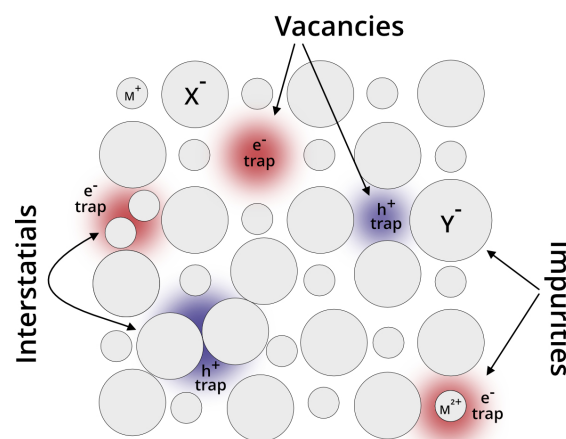 Vacancies
M⁺
X⁻
e⁻
trap
e⁻
trap
h⁺
trap
Y⁻
Interstatials
Impurities
h⁺
trap
M²⁺
e⁻
trap